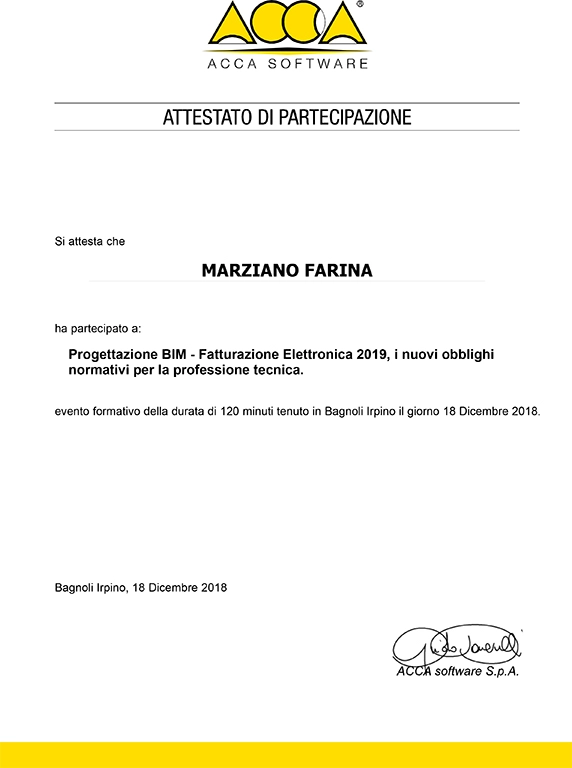 ACCA®
ACCA SOFTWARE
ATTESTATO DI PARTECIPAZIONE
Si attesta che
MARZIANO FARINA
ha partecipato a:
Progettazione BIM - Fatturazione Elettronica 2019, i nuovi obblighi
normativi per la professione tecnica.
evento formativo della durata di 120 minuti tenuto in Bagnoli Irpino il giorno 18 Dicembre 2018.
Bagnoli Irpino, 18 Dicembre 2018
ACCA software S.p.A.